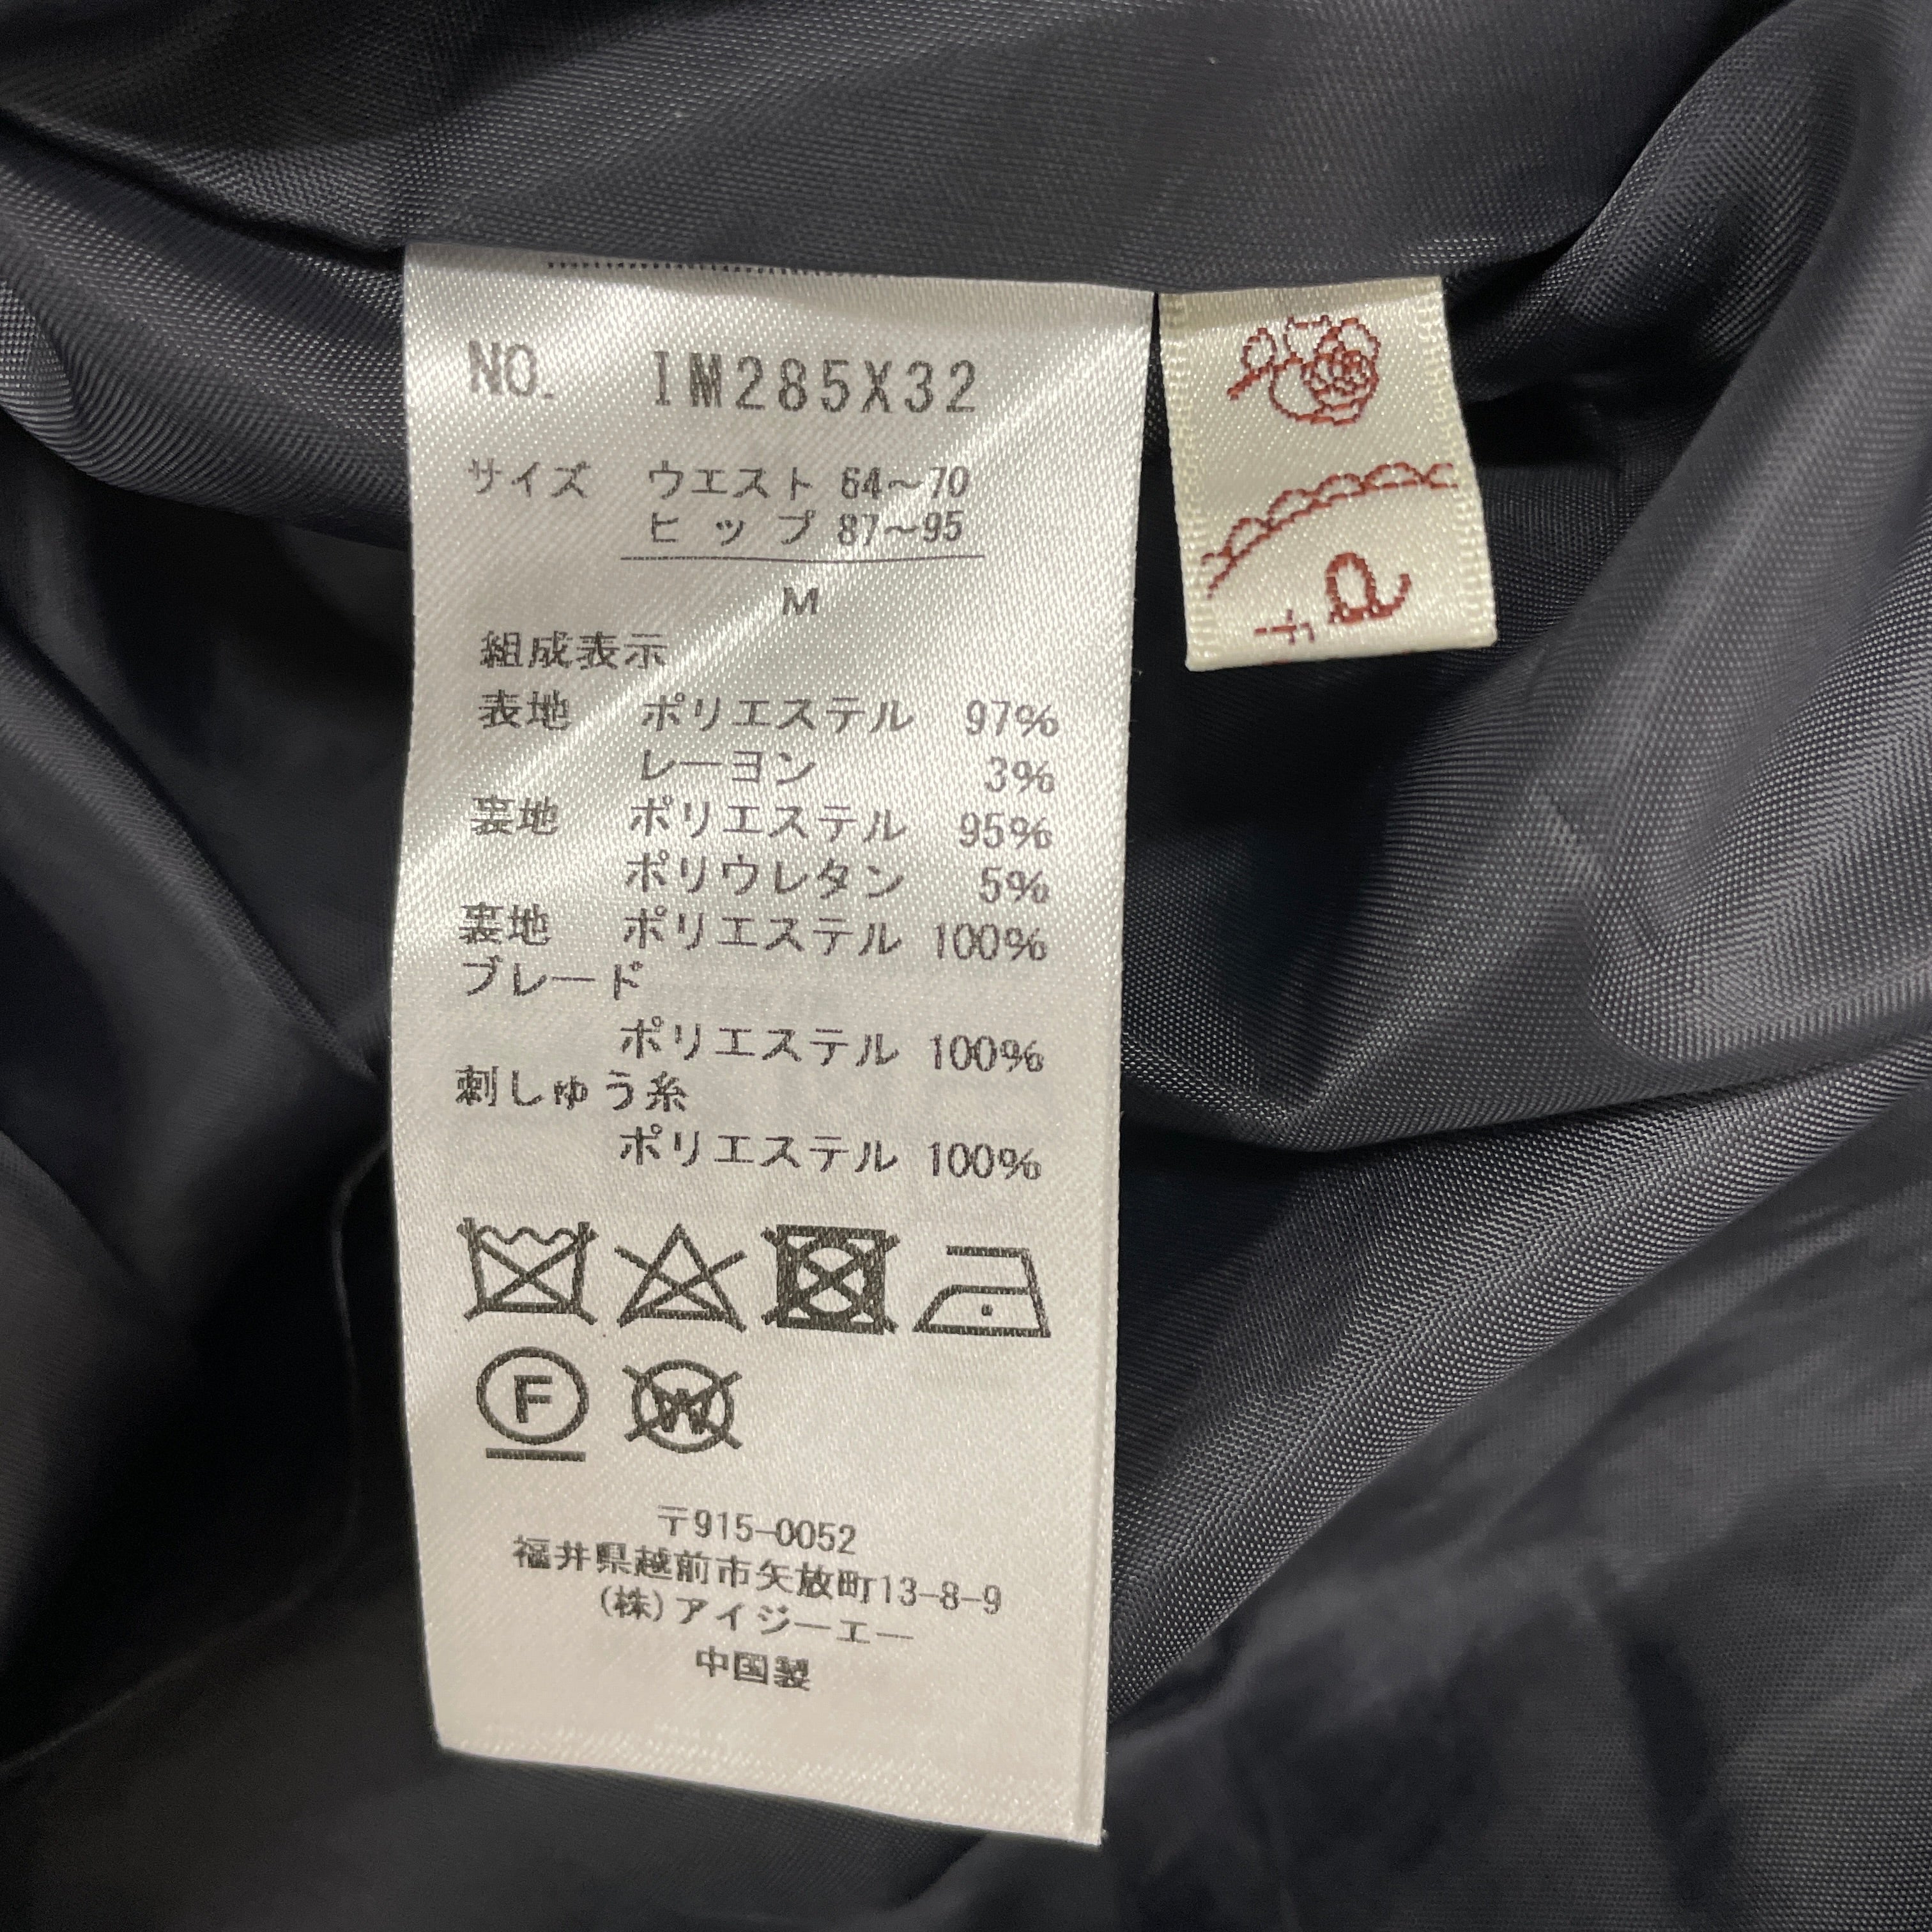 NO. IM285X32
サイズ ウエスト 64～70
ヒップ 87～95
M
組成表示
表地 ポリエステル 97%
レーヨン 3%
裏地 ポリエステル 95%
ポリウレタン 5%
裏地 ポリエステル 100%
ブレード
ポリエステル 100%
刺しゅう糸
ポリエステル 100%
F
W
〒915-0052
福井県越前市矢放町13-8-9
(株)アイジーエー
中国製